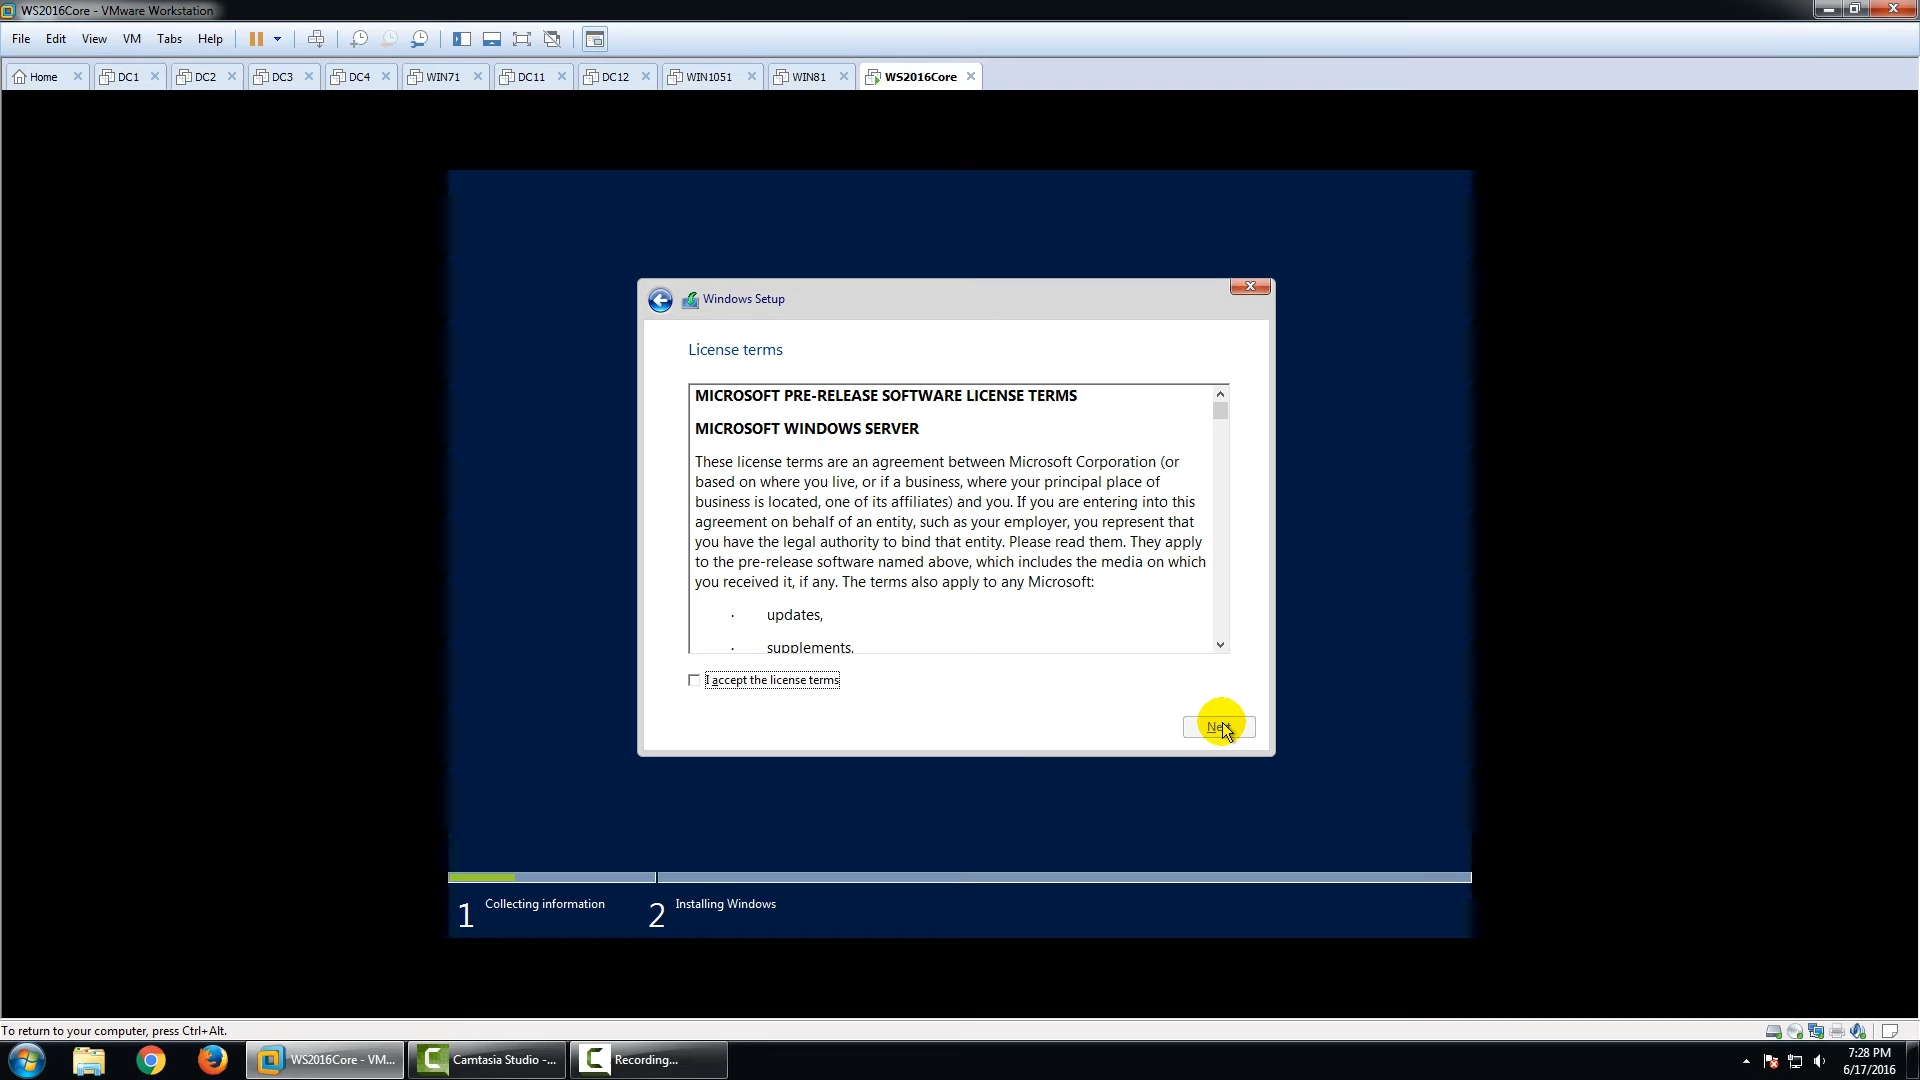 WS2016Core - VMware Workstation
File Edit View VM Tabs Help
Home DC1 DC2 DC3 DC4 WIN71 DC11 DC12 WIN1051 WIN81 WS2016Core
Windows Setup
License terms
MICROSOFT PRE-RELEASE SOFTWARE LICENSE TERMS
MICROSOFT WINDOWS SERVER
These license terms are an agreement between Microsoft Corporation (or
based on where you live, or if a business, where your principal place of
business is located, one of its affiliates) and you. If you are entering into this
agreement on behalf of an entity, such as your employer, you represent that
you have the legal authority to bind that entity. Please read them. They apply
to the pre-release software named above, which includes the media on which
you received it, if any. The terms also apply to any Microsoft:
· updates,
· supplements,
I accept the license terms
Next
1 Collecting information 2 Installing Windows
To return to your computer, press Ctrl+Alt.
WS2016Core - VM... Camtasia Studio -... Recording... 7:28 PM
6/17/2016